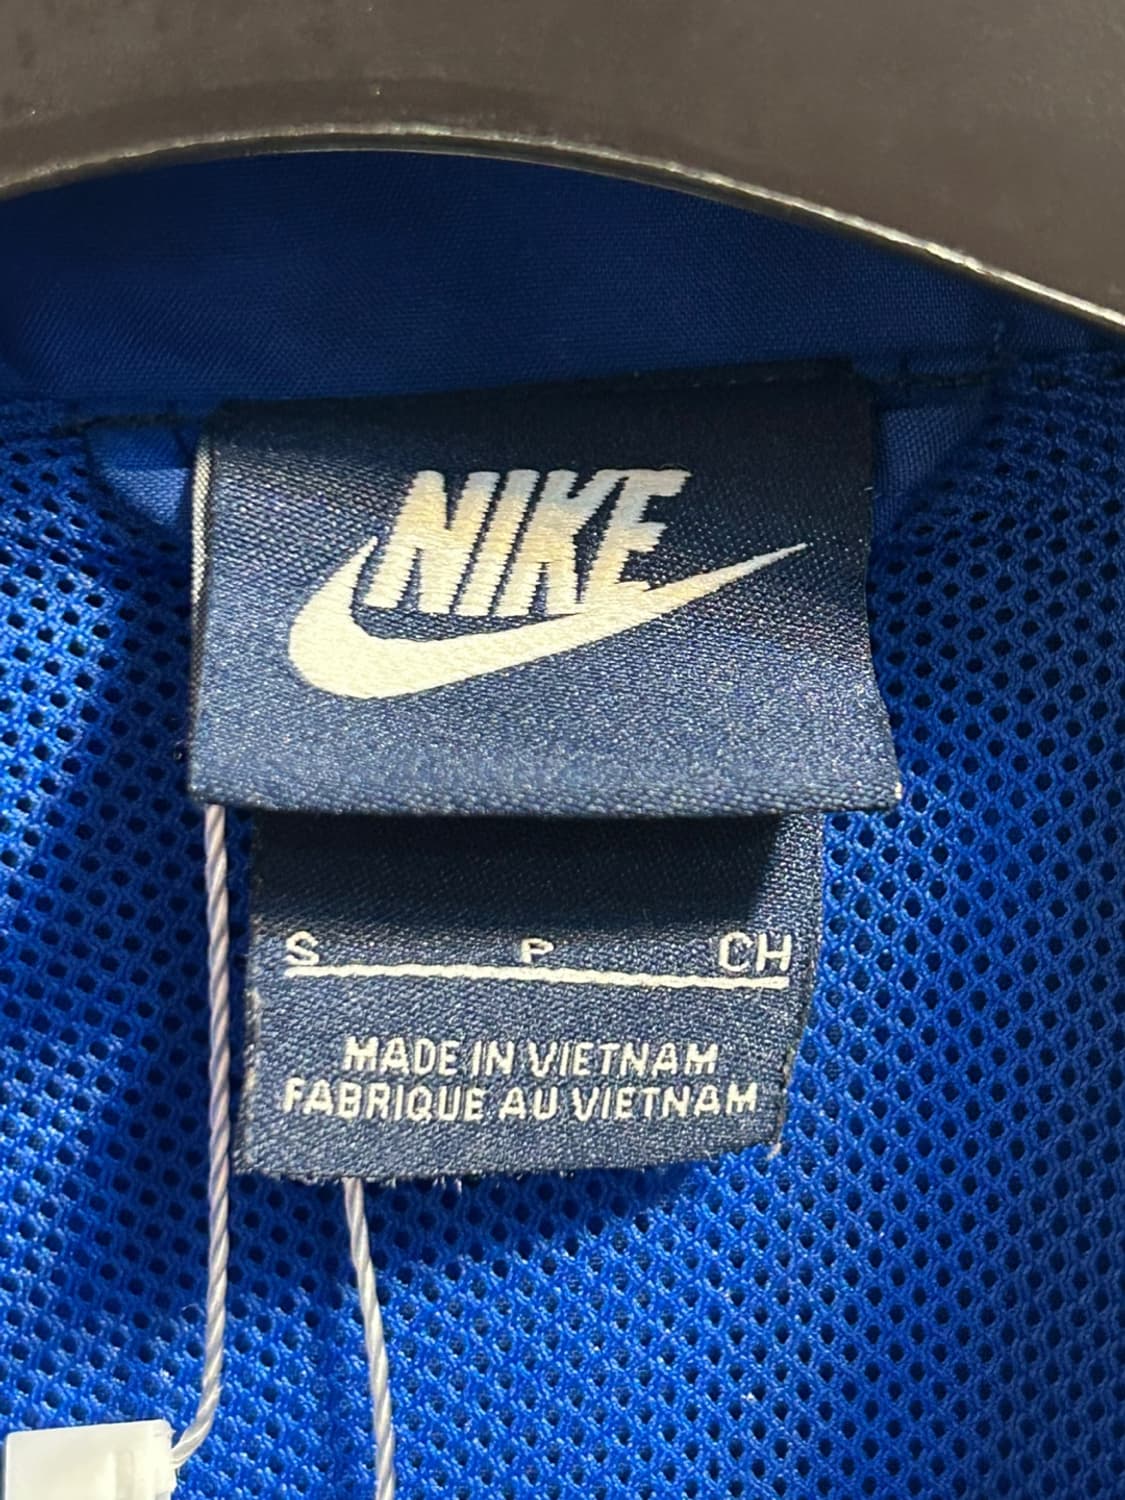 NIKE
S P CH
MADE IN VIETNAM
FABRIQUE AU VIETNAM